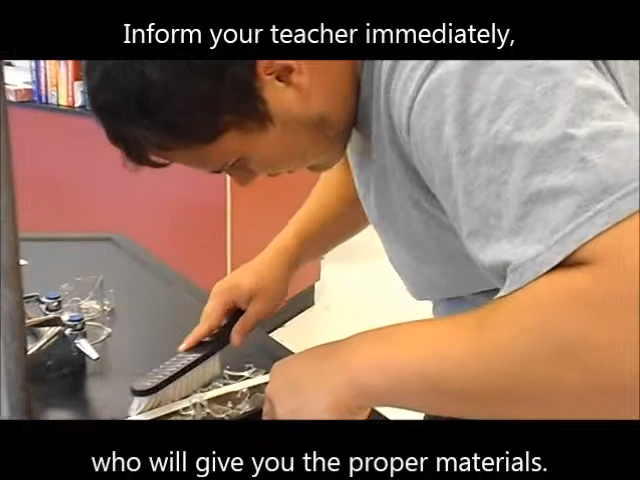 Inform your teacher immediately,
who will give you the proper materials.